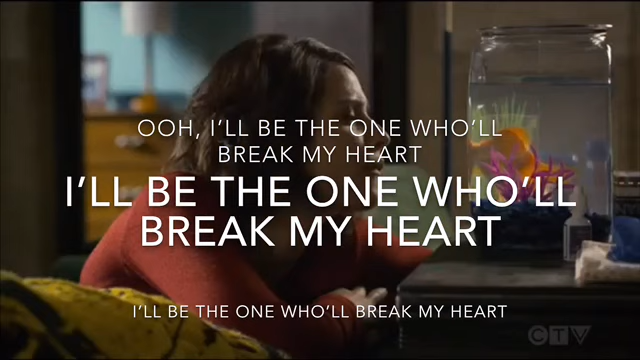 OOH, I'LL BE THE ONE WHO'LL
BREAK MY HEART
I'LL BE THE ONE WHO'LL
BREAK MY HEART
I'LL BE THE ONE WHO'LL BREAK MY HEART
CTV